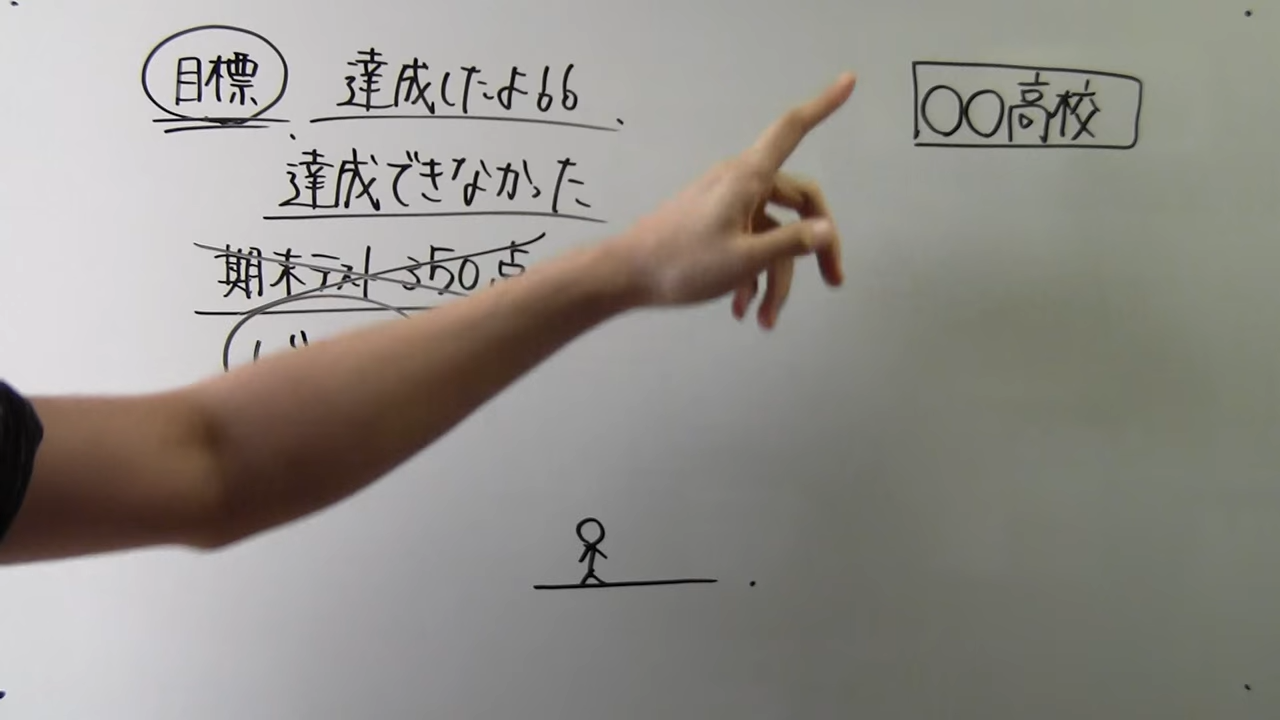 目標 達成したよ66
○○高校
達成できなかった
期末テスト 350点